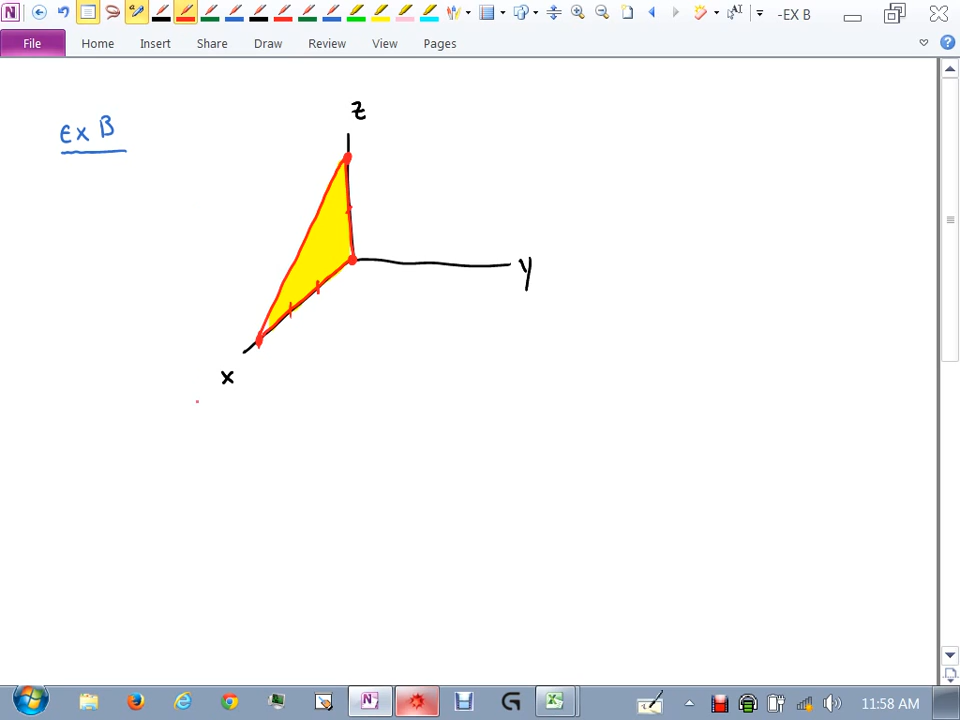 -EX B
File Home Insert Share Draw Review View Pages
Ex B
z
y
x
11:58 AM